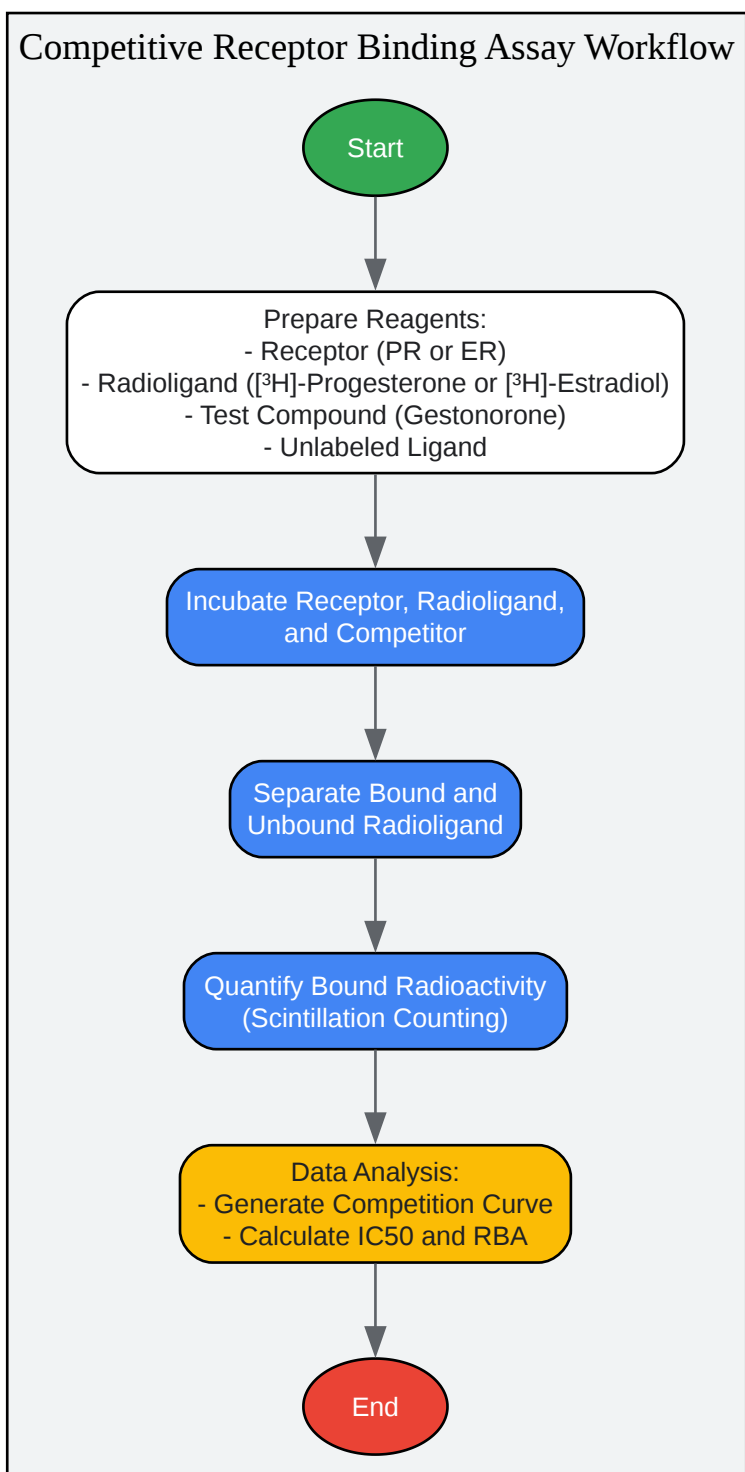 Competitive Receptor Binding Assay Workflow
Start
Prepare Reagents:
- Receptor (PR or ER)
- Radioligand ([³H]-Progesterone or [³H]-Estradiol)
- Test Compound (Gestonorone)
- Unlabeled Ligand
Incubate Receptor, Radioligand,
and Competitor
Separate Bound and
Unbound Radioligand
Quantify Bound Radioactivity
(Scintillation Counting)
Data Analysis:
- Generate Competition Curve
- Calculate IC50 and RBA
End